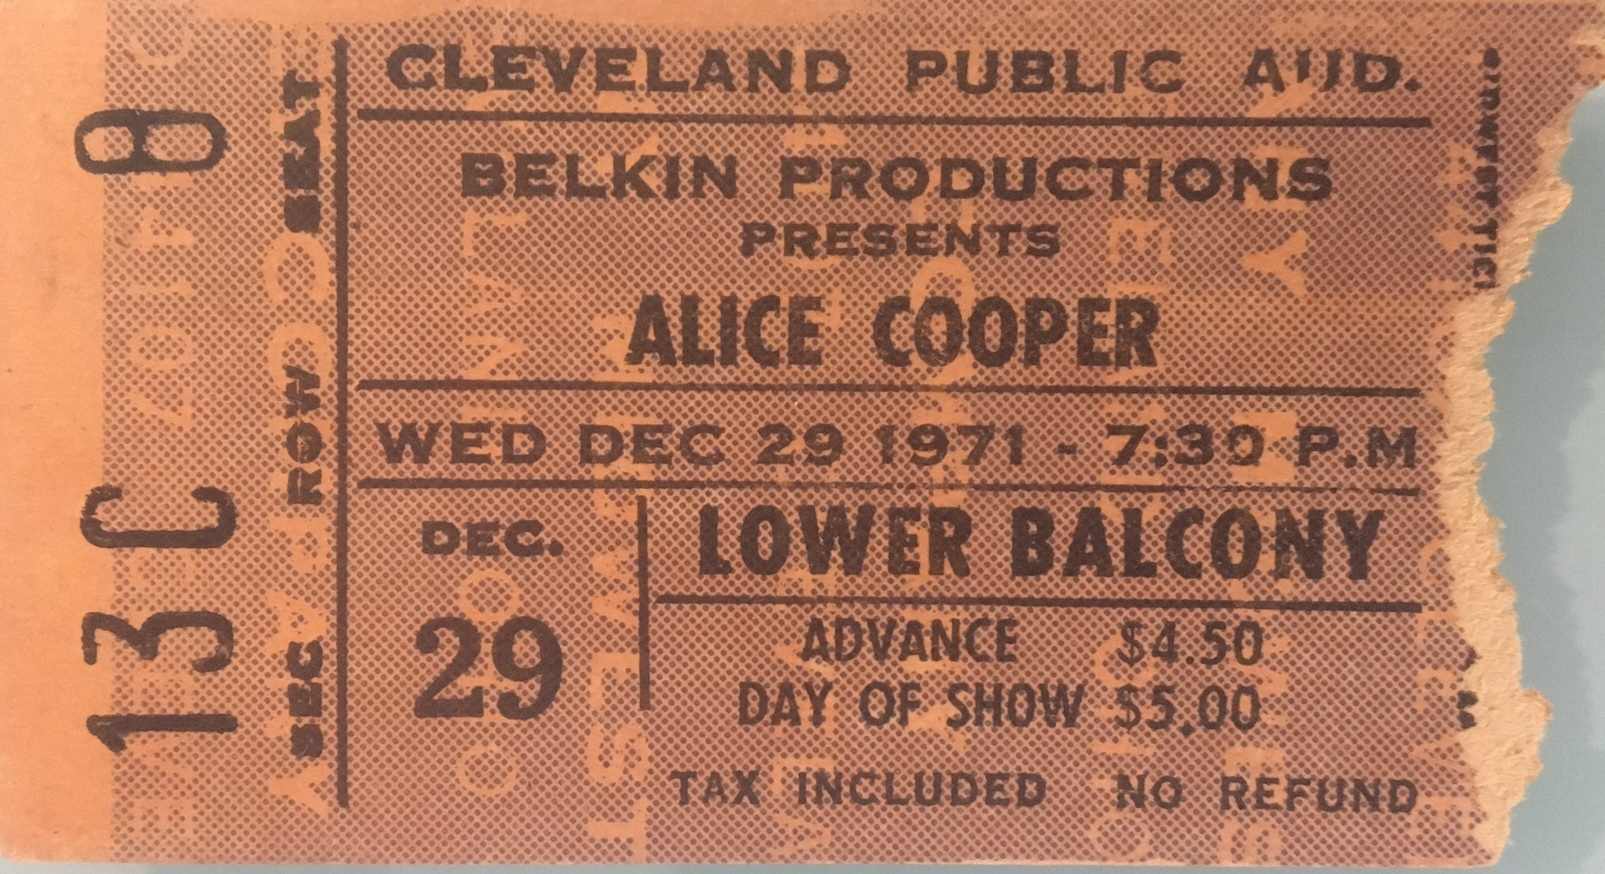 CLEVELAND PUBLIC AUD.
BELKIN PRODUCTIONS
PRESENTS
ALICE COOPER
WED DEC 29 1971 - 7:30 P.M
DEC.
29
LOWER BALCONY
ADVANCE $4.50
DAY OF SHOW $5.00
TAX INCLUDED NO REFUND
SEC ROW SEAT
13 C 8